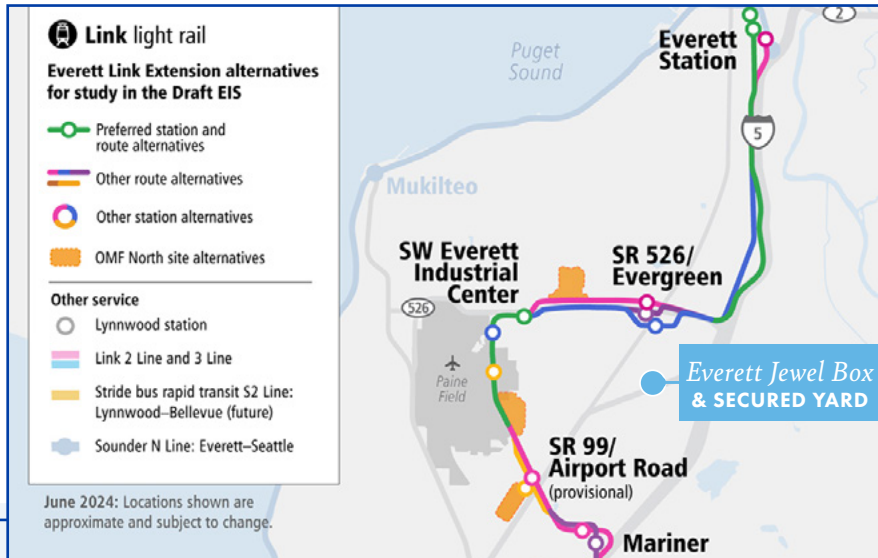 Link light rail
Everett Link Extension alternatives
for study in the Draft EIS
Preferred station and
route alternatives
Other route alternatives
Other station alternatives
OMF North site alternatives
Other service
Lynnwood station
Link 2 Line and 3 Line
Stride bus rapid transit S2 Line:
Lynnwood–Bellevue (future)
Sounder N Line: Everett–Seattle
June 2024: Locations shown are
approximate and subject to change.
2
Puget
Sound
Everett
Station
5
Mukilteo
SW Everett
Industrial
Center
SR 526/
Evergreen
526
Paine
Field
Everett Jewel Box
& SECURED YARD
SR 99/
Airport Road
(provisional)
Mariner